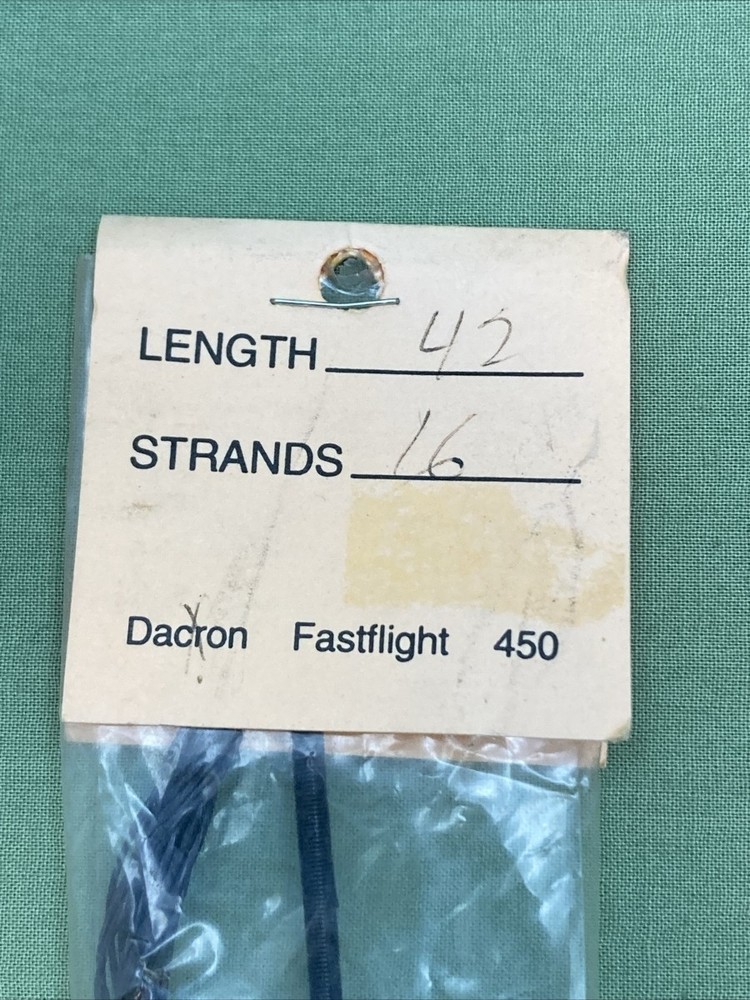 LENGTH 42
STRANDS 16
Dacron Fastflight 450